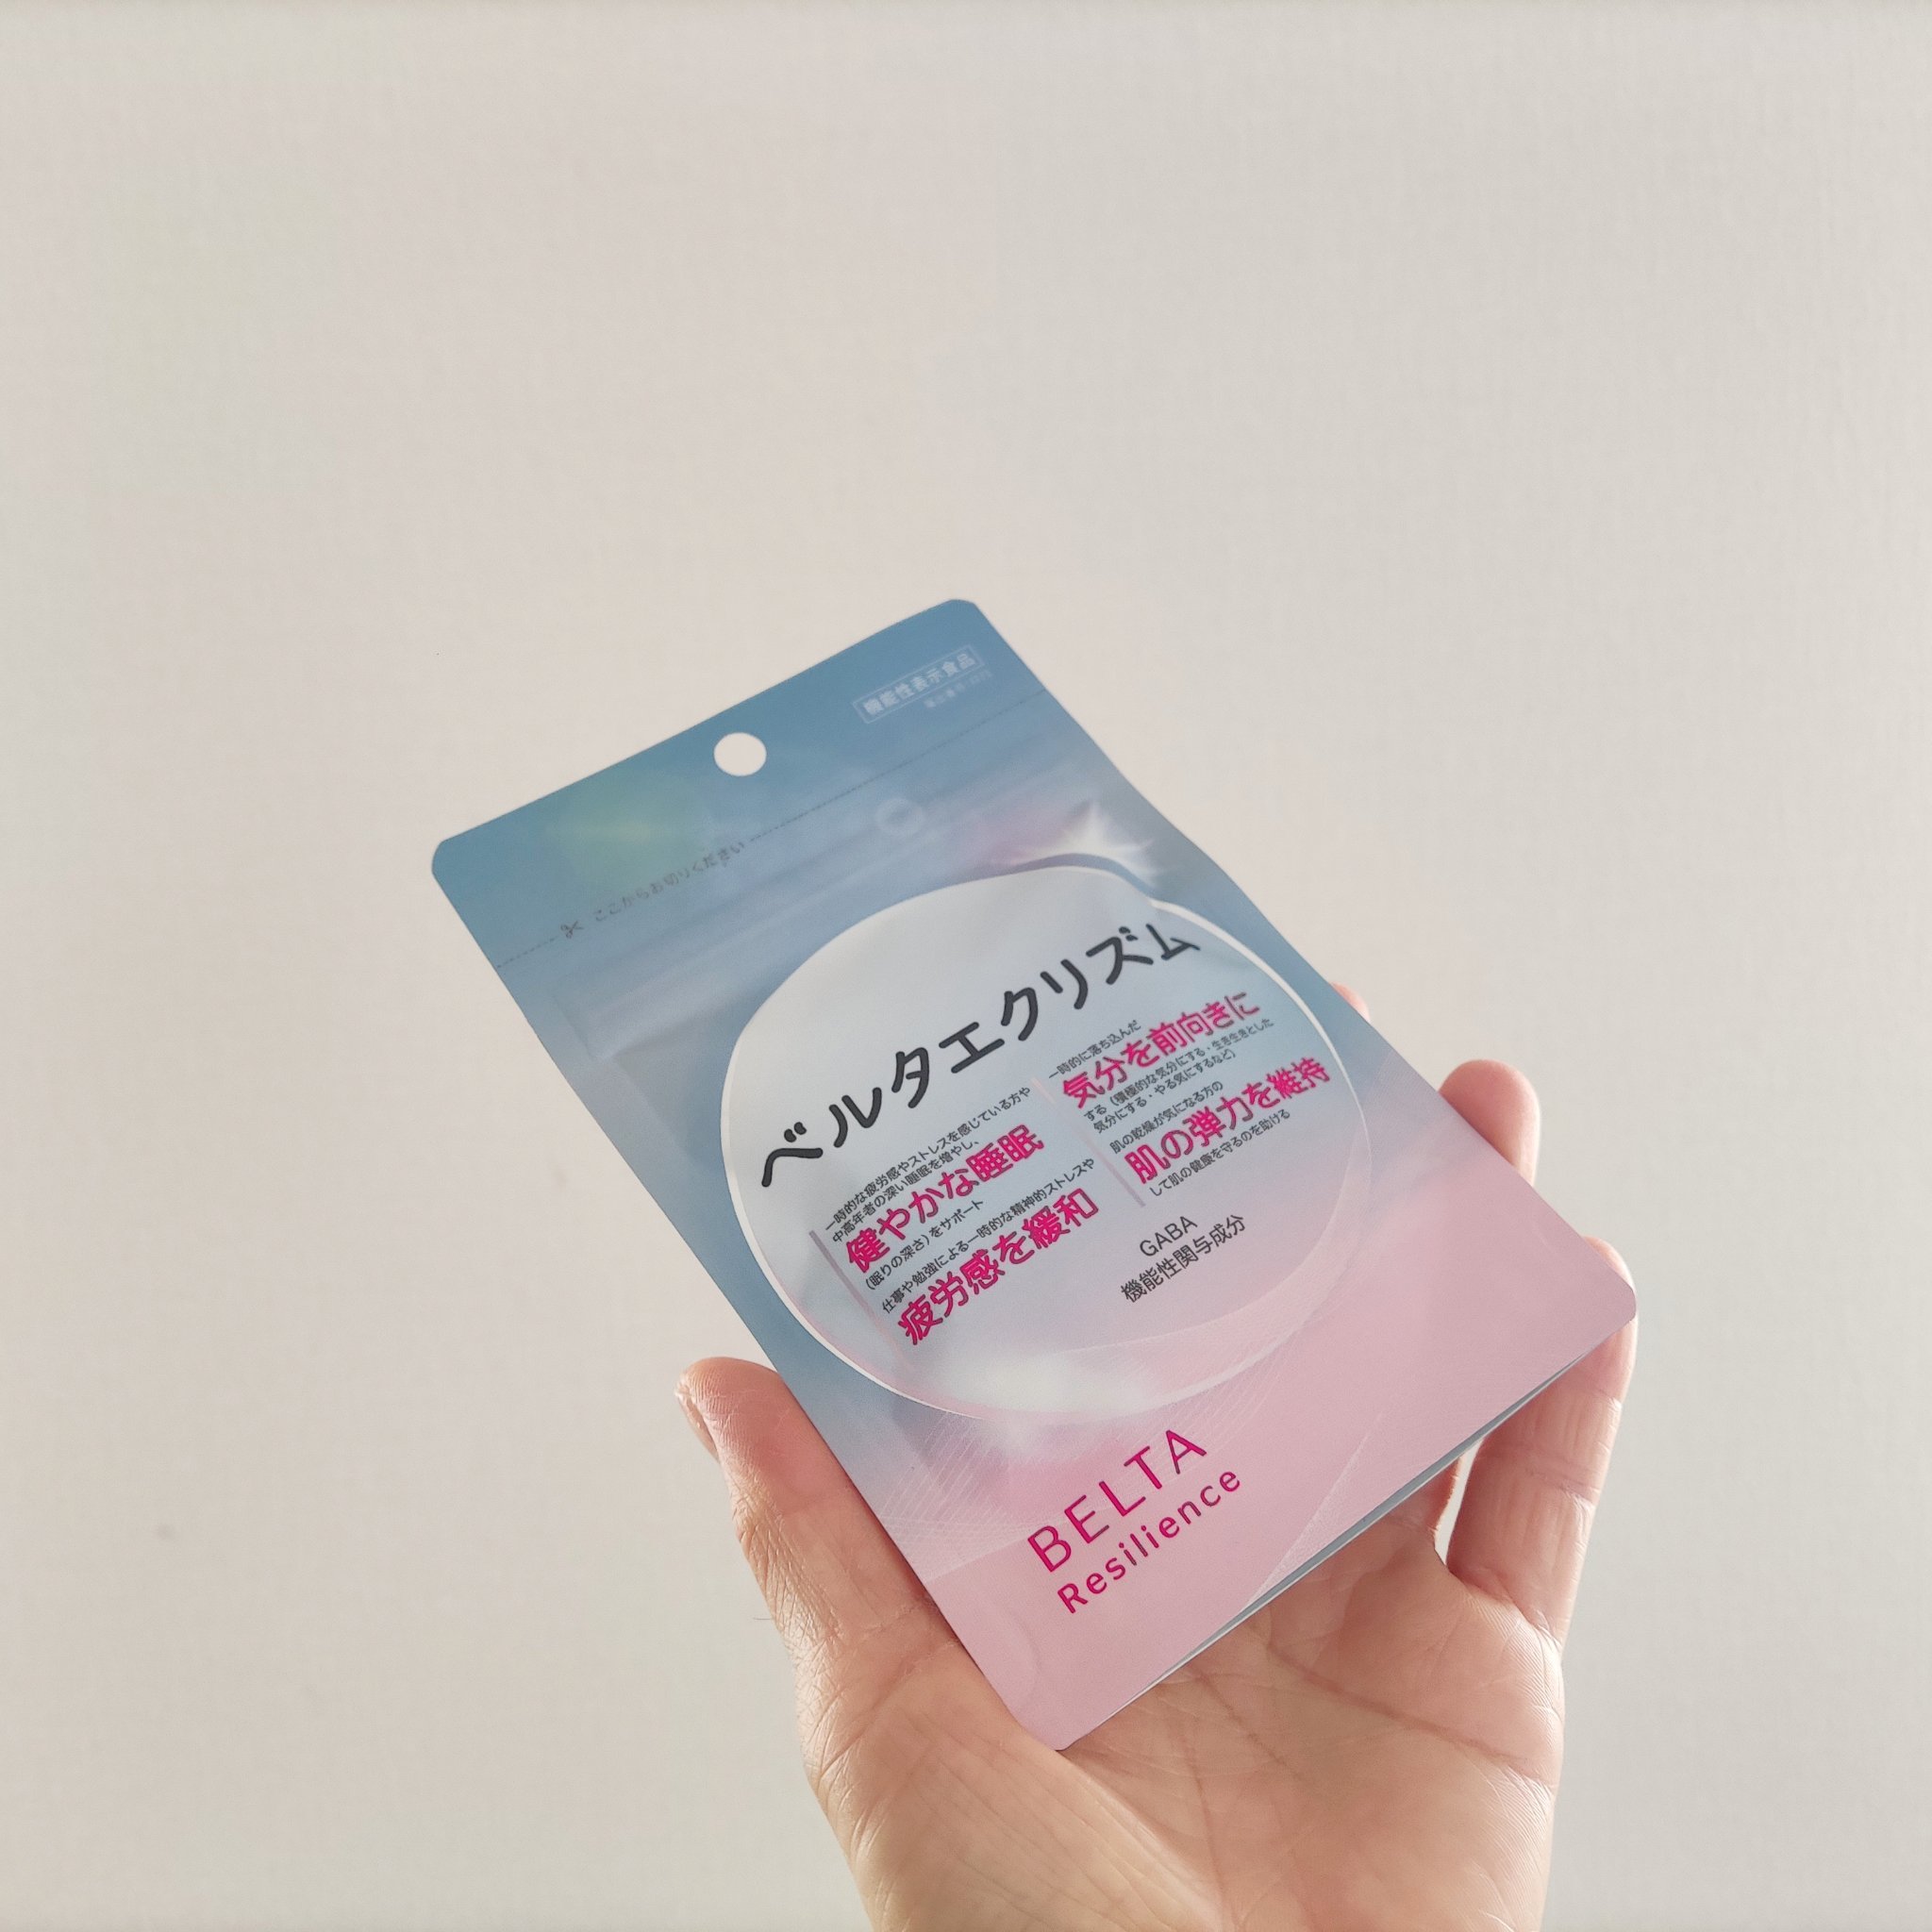 機能性表示食品
ここからお切りください
ベルタエクリズム
一時的な疲労感やストレスを感じている方や
中高年者の深い睡眠を増やし、
健やかな睡眠
（眠りの深さ）をサポート
仕事や勉強による一時的な精神的ストレスや
疲労感を緩和
一時的に落ち込んだ
気分を前向きに
する（積極的な気分にする・生き生きとした
気分にする・やる気にするなど）
肌の乾燥が気になる方の
肌の弾力を維持
して肌の健康を守るのを助ける
GABA
機能性関与成分
BELTA
Resilience